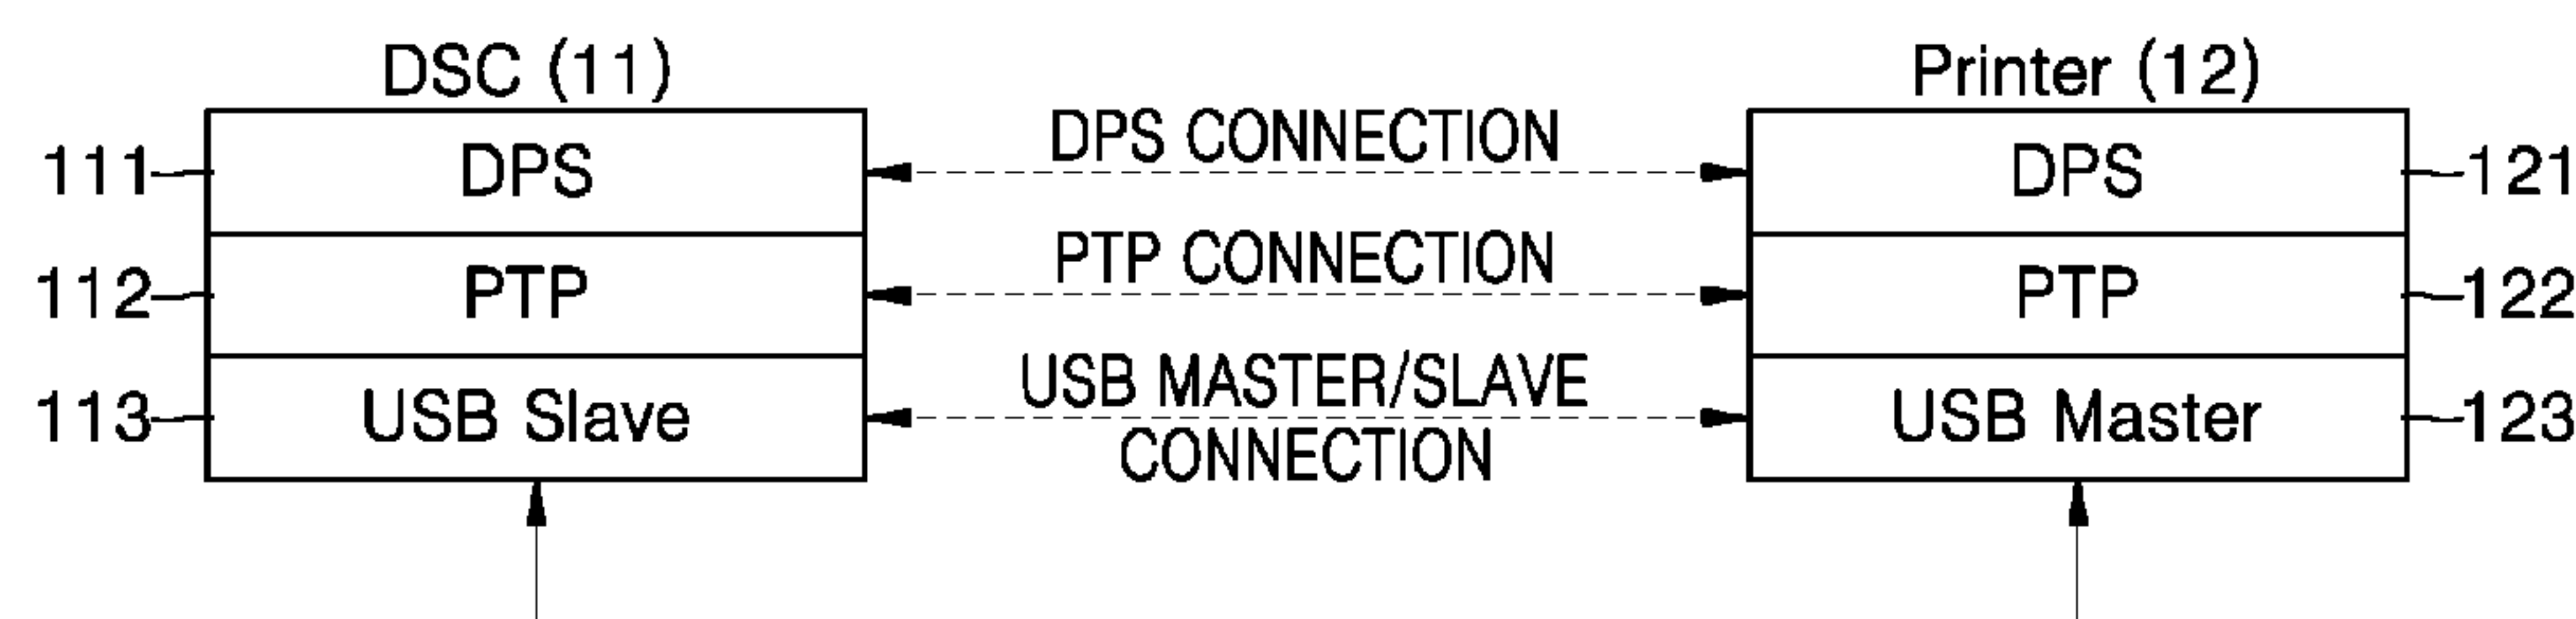 DSC (11)
Printer (12)
111
DPS
DPS CONNECTION
DPS
121
112
PTP
PTP CONNECTION
PTP
122
113
USB Slave
USB MASTER/SLAVE
CONNECTION
USB Master
123